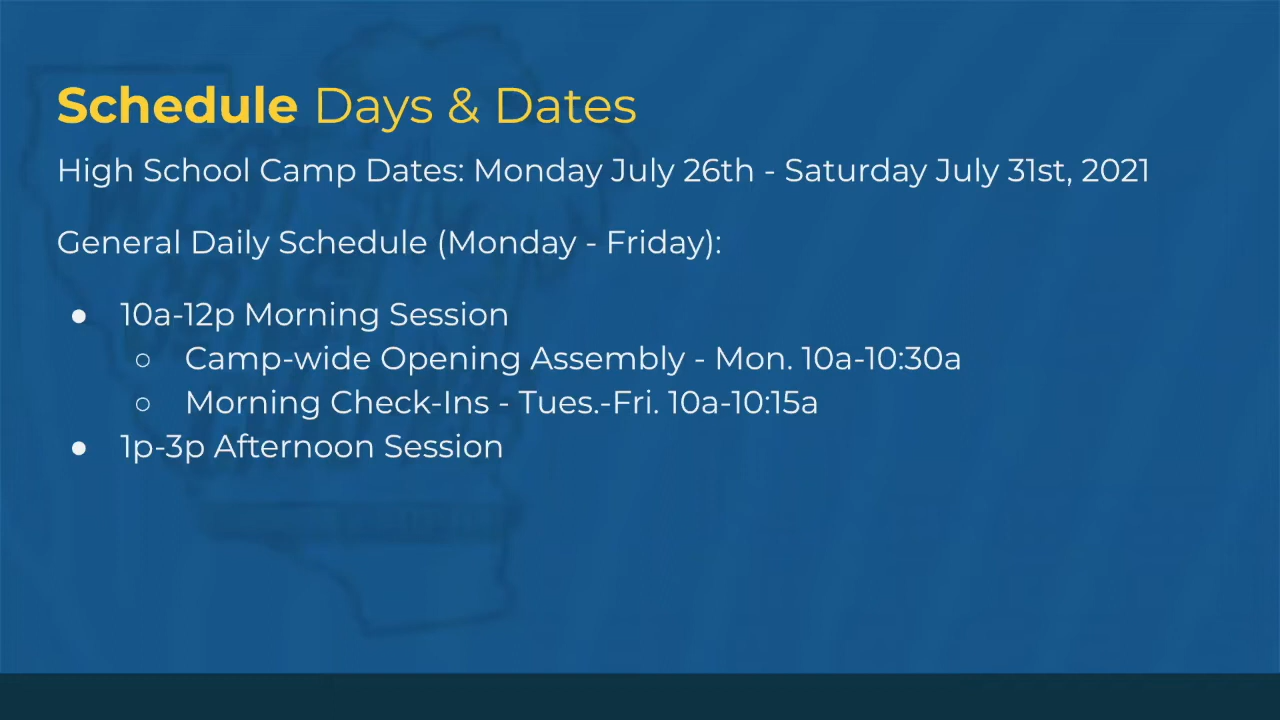 Schedule Days & Dates
High School Camp Dates: Monday July 26th - Saturday July 31st, 2021
General Daily Schedule (Monday - Friday):
● 10a-12p Morning Session
○ Camp-wide Opening Assembly - Mon. 10a-10:30a
○ Morning Check-Ins - Tues.-Fri. 10a-10:15a
● 1p-3p Afternoon Session